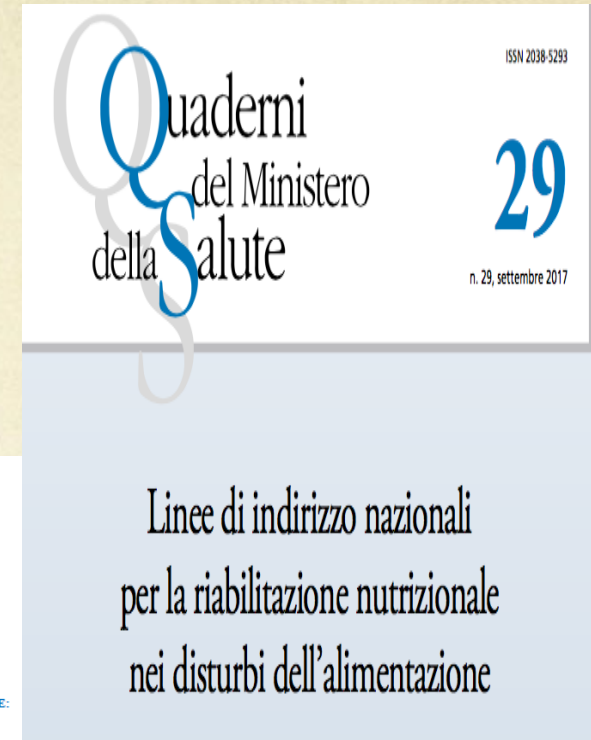 ISSN 2038-5293
Quaderni
del Ministero
della Salute
29
n. 29, settembre 2017
Linee di indirizzo nazionali
per la riabilitazione nutrizionale
nei disturbi dell'alimentazione
E: